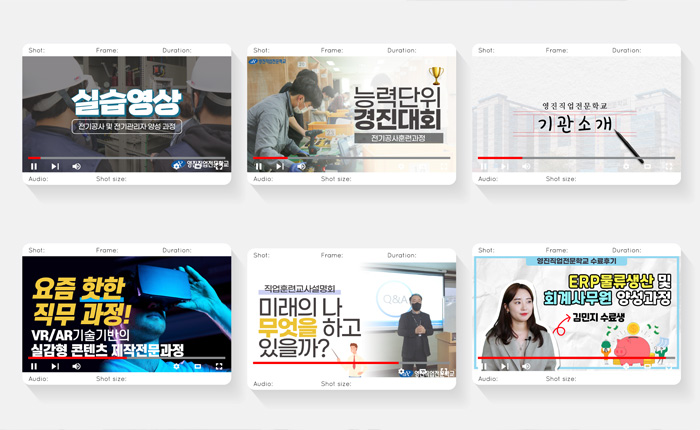 Shot: Frame: Duration:
실습영상
전기공사 및 전기관리자 양성 과정
영진직업전문학교
Audio: Shot size:
Shot: Frame: Duration:
영진직업전문학교
능력단위
경진대회
전기공사훈련과정
Audio: Shot size:
Shot: Frame: Duration:
영진직업전문학교
기관소개
Audio: Shot size:
Shot: Frame: Duration:
요즘 핫한
직무 과정!
VR/AR기술기반의
실감형 콘텐츠 제작전문과정
Audio: Shot size:
Shot: Frame: Duration:
직업훈련교사설명회
미래의 나
무엇을 하고
있을까?
Q&A
영진직업전문학교
Audio: Shot size:
Shot: Frame: Duration:
영진직업전문학교 수료후기
ERP물류생산 및
회계사무원 양성과정
김민지 수료생
Audio: Shot size: